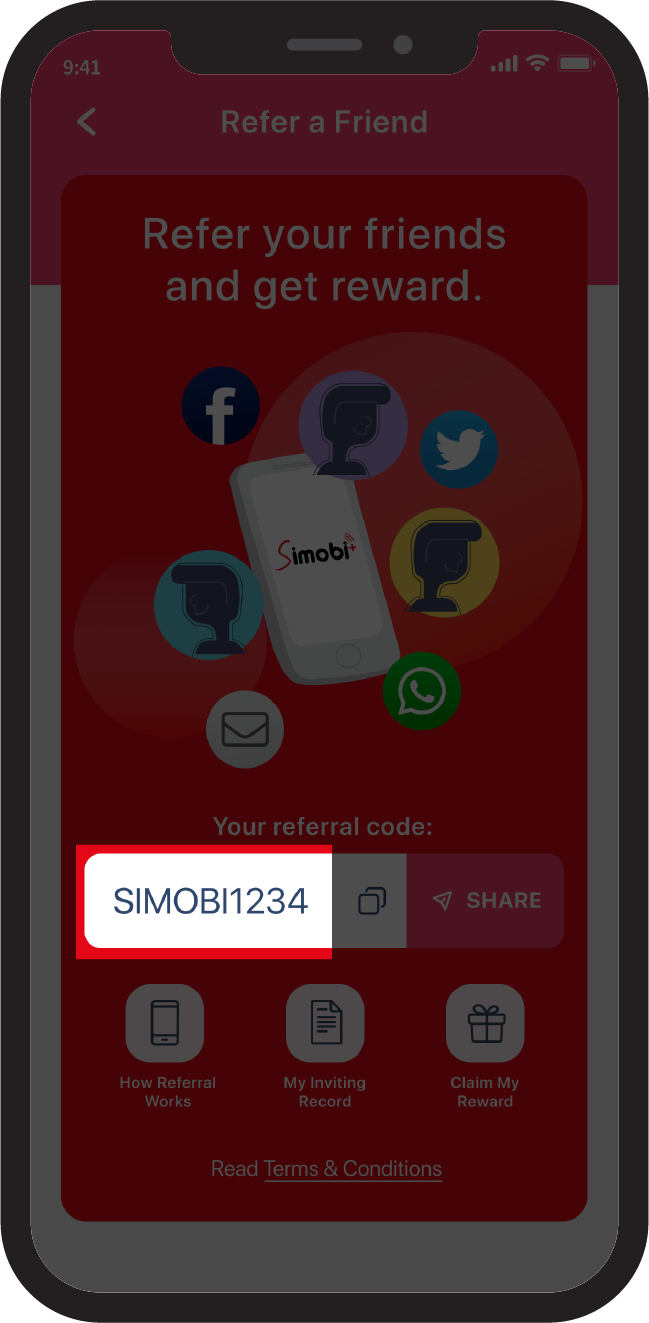 9:41
Refer a Friend
Refer your friends
and get reward.
Simobi+
Your referral code:
SIMOBI1234
SHARE
How Referral
Works
My Inviting
Record
Claim My
Reward
Read Terms & Conditions